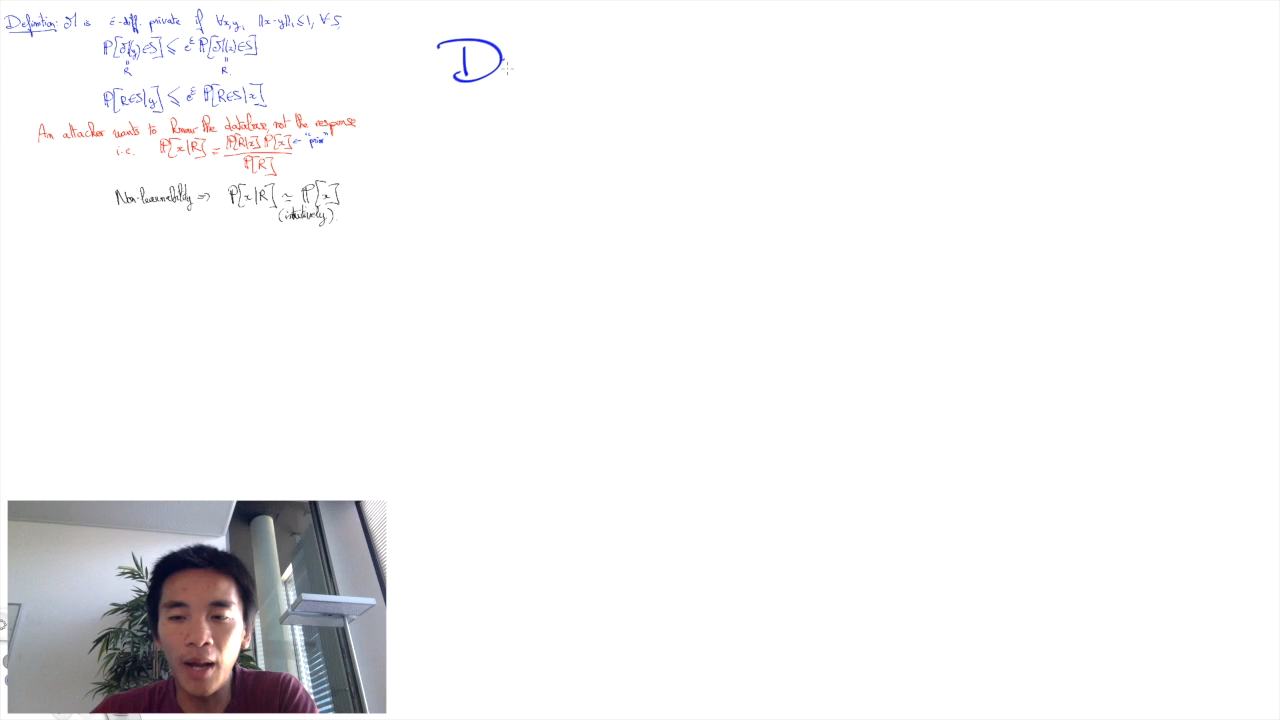 Definition: M is ε-diff. private if ∀x,y, ||x-y||₁ ≤ 1, ∀S
P[M(y)∈S] ≤ e^ε P[M(x)∈S]
= =
R R.
P[R∈S|y] ≤ e^ε P[R∈S|x]
An attacker wants to know the database, not the response
i.e. P[x|R] = P[R|x] P[x] / P[R] ← "prior"
Non-learnability ⇒ P[x|R] ≃ P[x]
(intuitively).
D